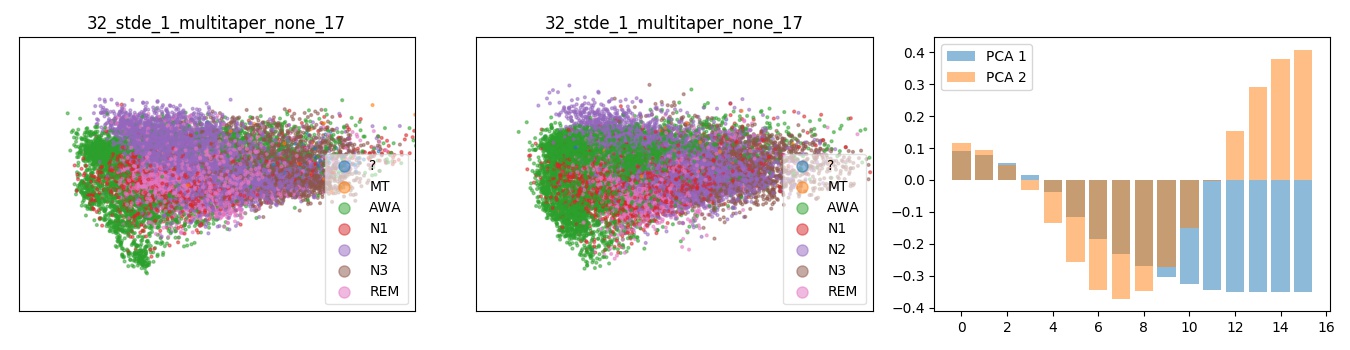 32_stde_1_multitaper_none_17
?
MT
AWA
N1
N2
N3
REM
32_stde_1_multitaper_none_17
?
MT
AWA
N1
N2
N3
REM
PCA 1
PCA 2
0.4
0.3
0.2
0.1
0.0
−0.1
−0.2
−0.3
−0.4
0 2 4 6 8 10 12 14 16